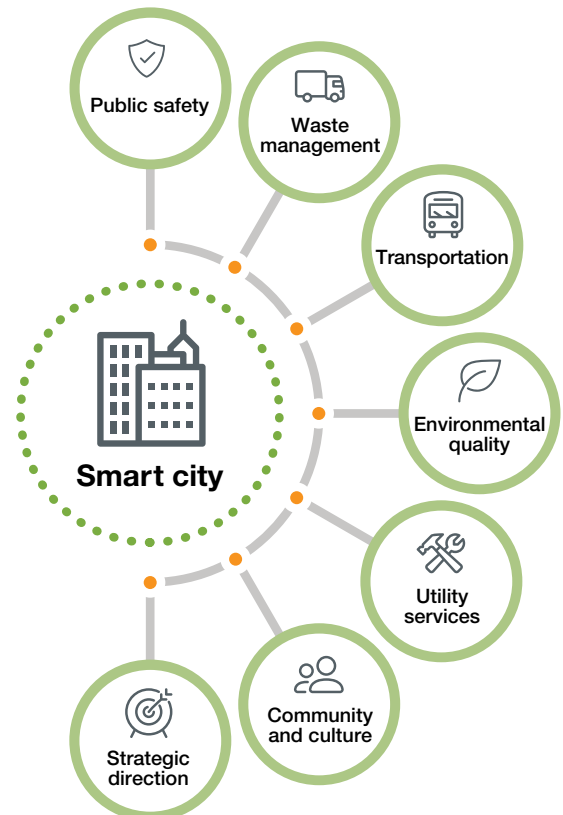 Public safety
Waste
management
Transportation
Environmental
quality
Smart city
Utility
services
Community
and culture
Strategic
direction